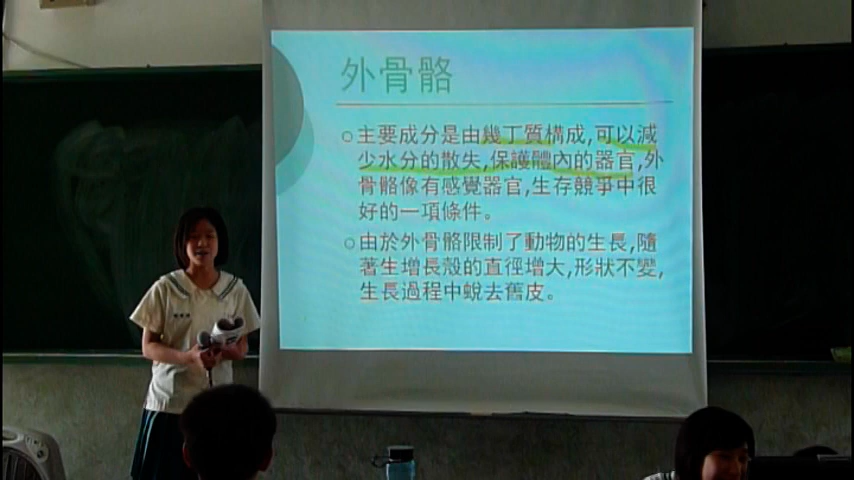 外骨骼
主要成分是由幾丁質構成,可以減
少水分的散失,保護體內的器官,外
骨骼像有感覺器官,生存競爭中很
好的一項條件。
由於外骨骼限制了動物的生長,隨
著生增長殼的直徑增大,形狀不變,
生長過程中蛻去舊皮。